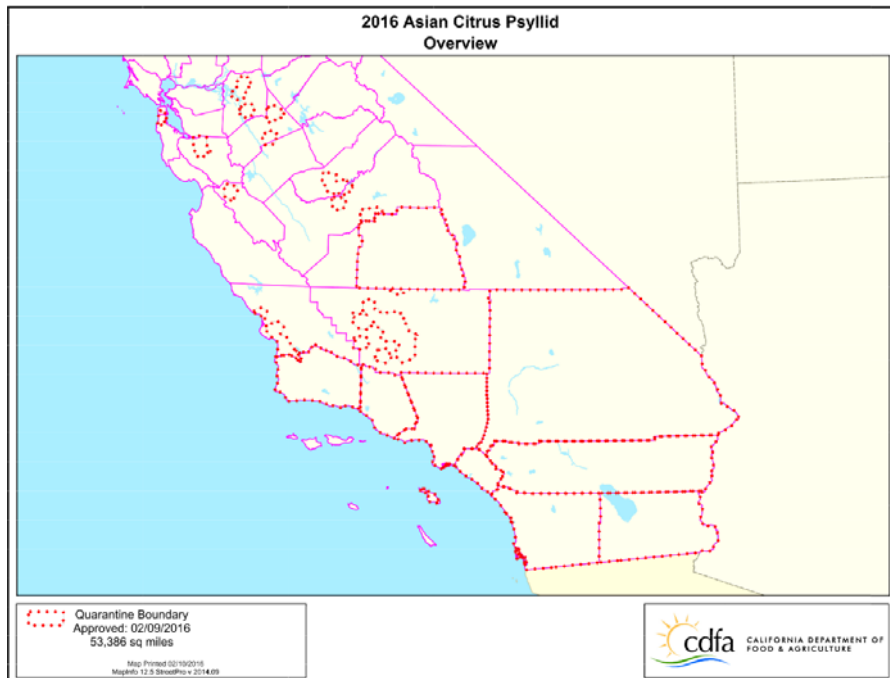 2016 Asian Citrus Psyllid
Overview
Quarantine Boundary
Approved: 02/09/2016
53,386 sq miles
Map Printed 02/10/2016
MapInfo 12.5 StreetPro v 2014.09
cdfa
CALIFORNIA DEPARTMENT OF
FOOD & AGRICULTURE